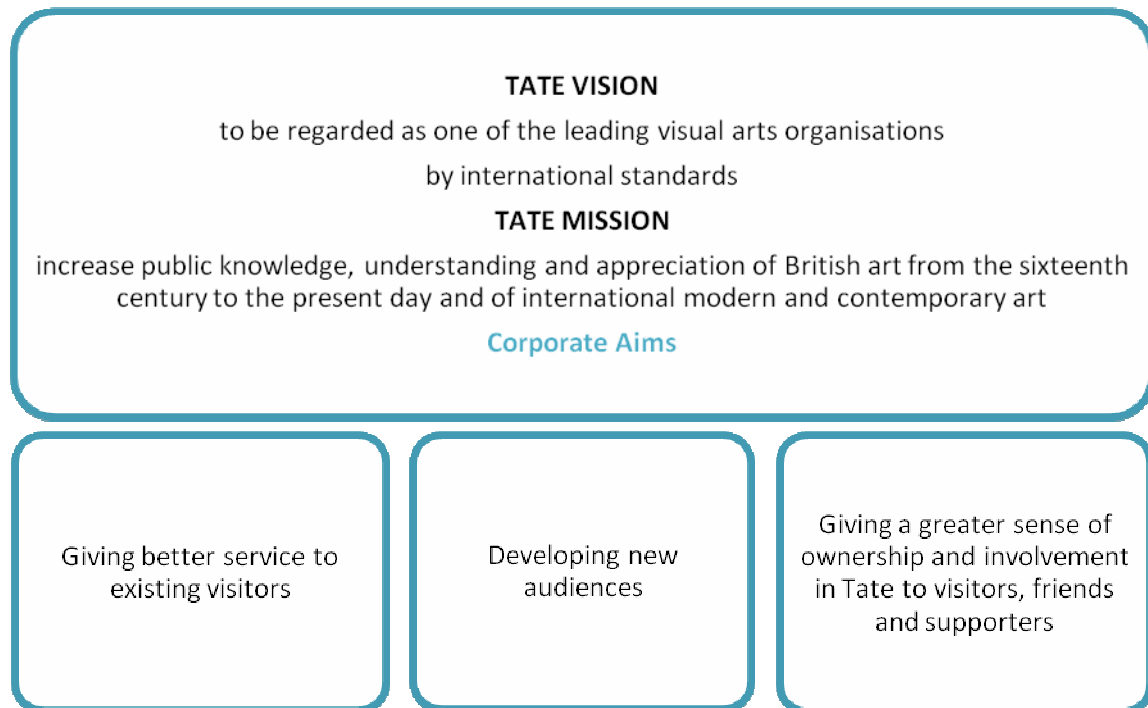 TATE VISION
to be regarded as one of the leading visual arts organisations
by international standards
TATE MISSION
increase public knowledge, understanding and appreciation of British art from the sixteenth
century to the present day and of international modern and contemporary art
Corporate Aims
Giving better service to
existing visitors
Developing new
audiences
Giving a greater sense of
ownership and involvement
in Tate to visitors, friends
and supporters